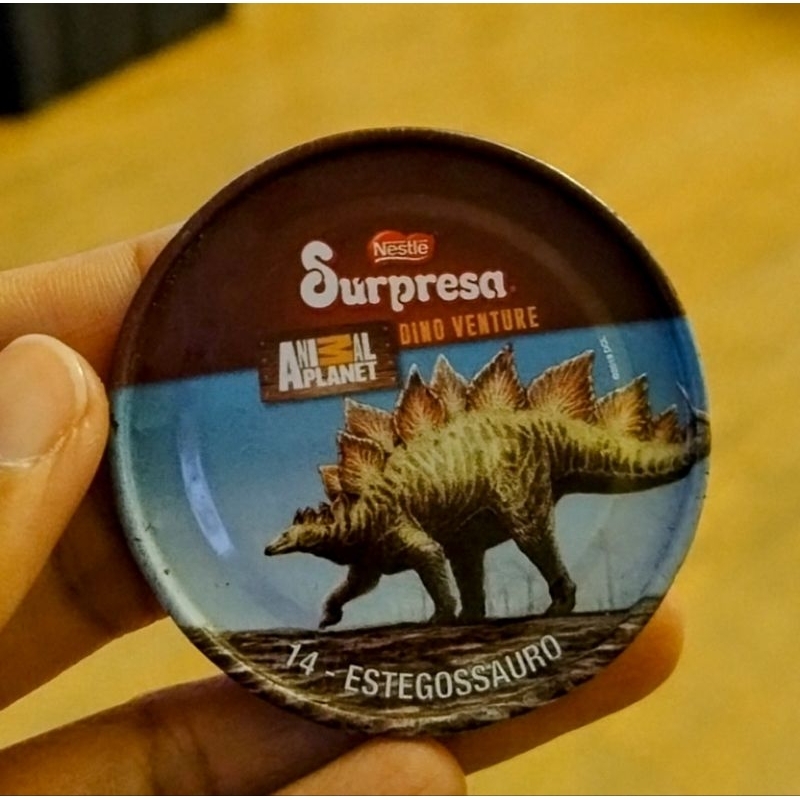 Nestlé
Surpresa
DINO VENTURE
ANIMAL
PLANET
14 - ESTEGOSSAURO